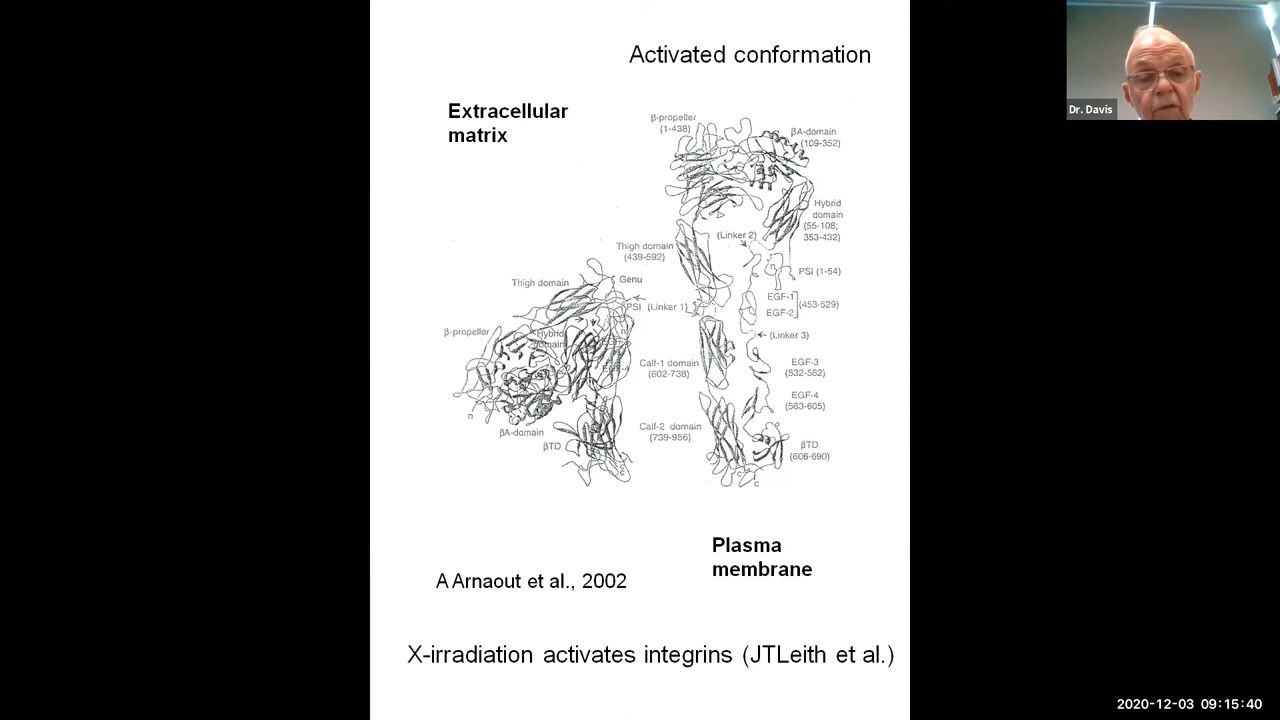 Activated conformation
Dr. Davis
Extracellular
matrix
β-propeller
(1-438)
βA-domain
(109-352)
Hybrid
domain
(55-108;
353-432)
(Linker 2)
Thigh domain
(439-592)
PSI (1-54)
Genu
Thigh domain
EGF-1
EGF-2
(453-529)
PSI
(Linker 1)
β-propeller
Hybrid
domain
n
(Linker 3)
Calf-1 domain
(602-738)
EGF-3
(532-562)
EGF-4
EGF-4
(563-605)
n
βA-domain
βTD
Calf-2 domain
(739-956)
βTD
(606-690)
c
c
c
c
Plasma
membrane
A Arnaout et al., 2002
X-irradiation activates integrins (JTLeith et al.)
2020-12-03 09:15:40